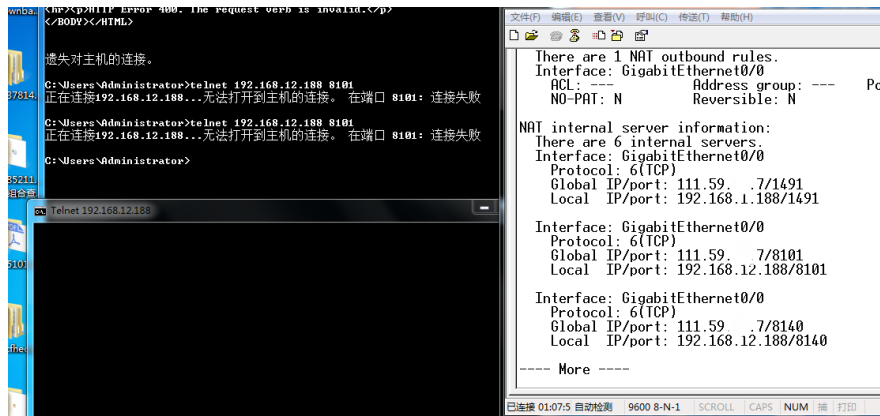 wnba..
<hr><p>HTTP Error 400. The request verb is invalid.</p>
</BODY></HTML>
遗失对主机的连接。
C:\Users\Administrator>telnet 192.168.12.188 8101
正在连接192.168.12.188...无法打开到主机的连接。 在端口 8101: 连接失败
C:\Users\Administrator>telnet 192.168.12.188 8101
正在连接192.168.12.188...无法打开到主机的连接。 在端口 8101: 连接失败
C:\Users\Administrator>
37814.
35211.
组合查
5101
cfhec
Telnet 192.168.12.188
文件(F) 编辑(E) 查看(V) 呼叫(C) 传送(T) 帮助(H)
There are 1 NAT outbound rules.
Interface: GigabitEthernet0/0
ACL: --- Address group: --- Po
NO-PAT: N Reversible: N
NAT internal server information:
There are 6 internal servers.
Interface: GigabitEthernet0/0
Protocol: 6(TCP)
Global IP/port: 111.59. .7/1491
Local IP/port: 192.168.1.188/1491
Interface: GigabitEthernet0/0
Protocol: 6(TCP)
Global IP/port: 111.59. .7/8101
Local IP/port: 192.168.12.188/8101
Interface: GigabitEthernet0/0
Protocol: 6(TCP)
Global IP/port: 111.59. .7/8140
Local IP/port: 192.168.12.188/8140
---- More ----
已连接 01:07:5 自动检测 9600 8-N-1 SCROLL CAPS NUM 捕 打印